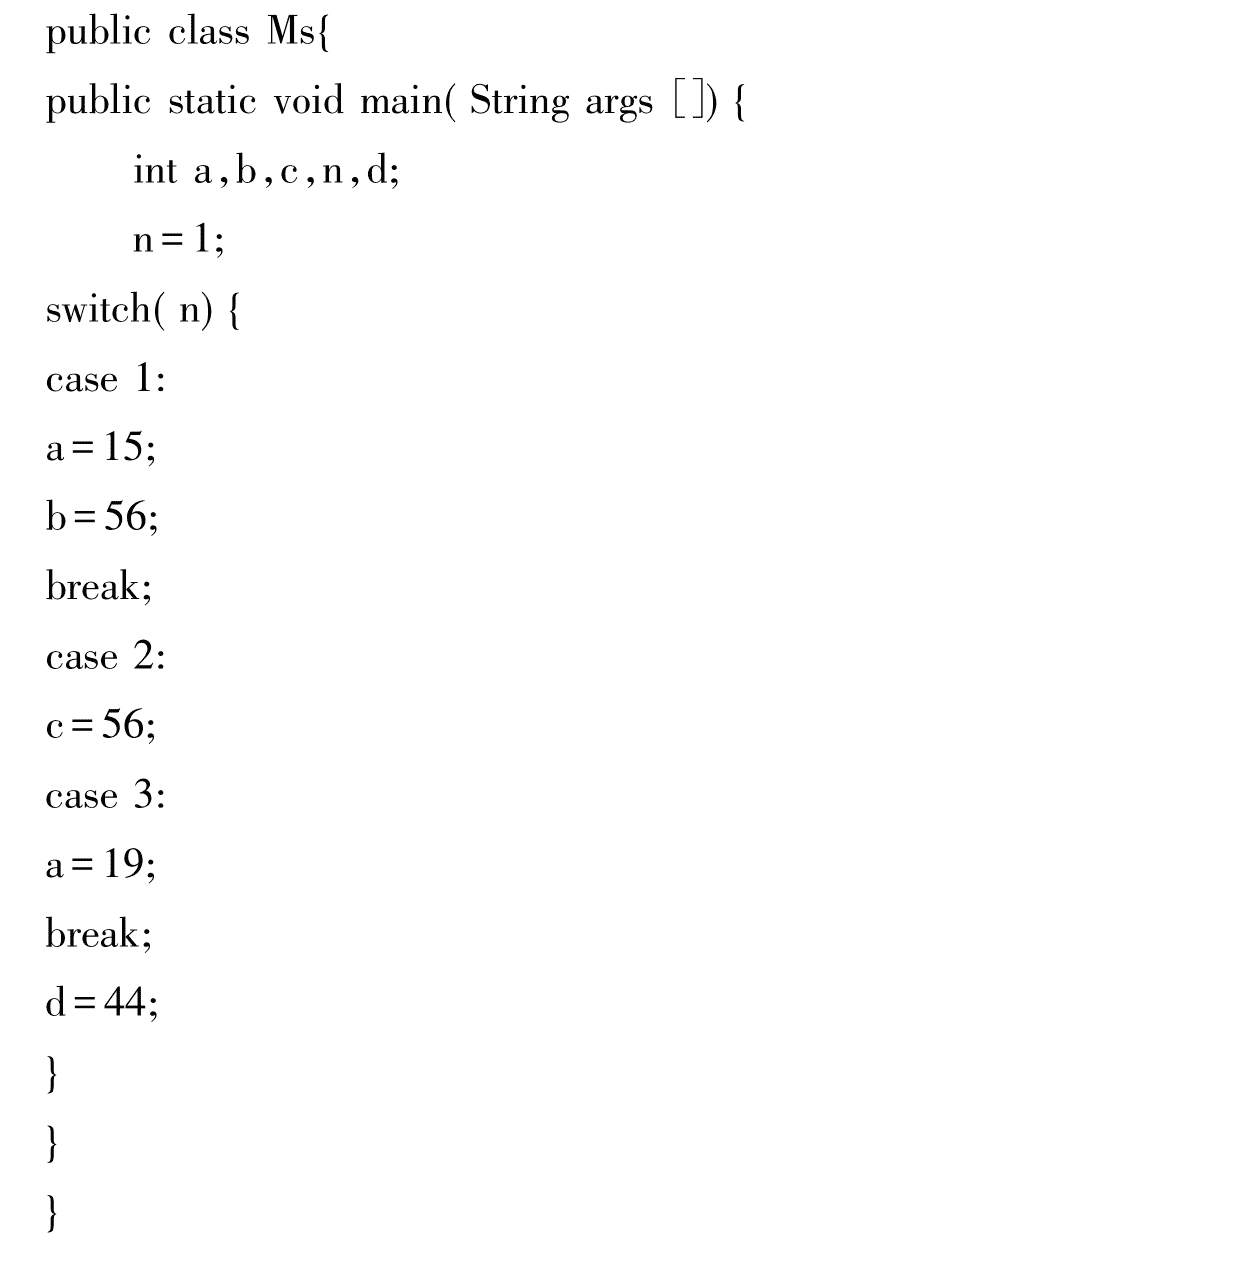 public class Ms{
public static void main( String args []) {
int a,b,c,n,d;
n=1;
switch( n) {
case 1:
a=15;
b=56;
break;
case 2:
c=56;
case 3:
a=19;
break;
d=44;
}
}
}